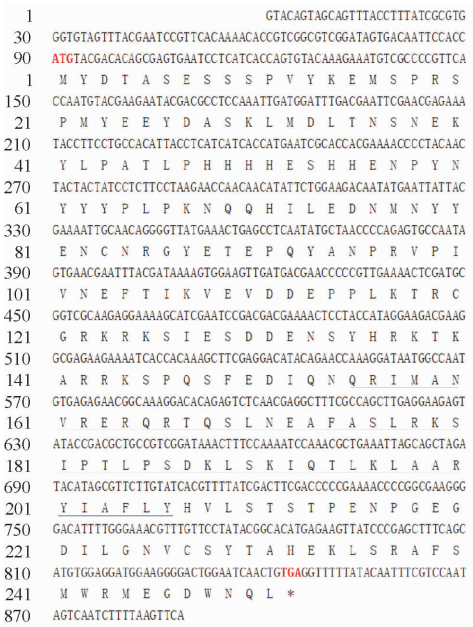 1 GTACAGTAGCAGTTTACCTTTATCGCGTG
30 GGTGTAGTTTACGAATCCGTTCACAAAACACCGTCGGCGTCGGATAGTGACAATTCCACC
90 ATGTACGACACAGCGAGTGAATCCTCATCACCAGTGTACAAAGAAATGTCGCCCCGTTCA
1 M Y D T A S E S S S P V Y K E M S P R S
150 CCAATGTACGAAGAATACGACGCCTCCAAATTGATGGATTTGACGAATTCGAACGAGAAA
21 P M Y E E Y D A S K L M D L T N S N E K
210 TACCTTCCTGCCACATTACCTCATCATCACCATGAATCGCACCACGAAAACCCCTACAAC
41 Y L P A T L P H H H H E S H H E N P Y N
270 TACTACTATCCTCTTCCTAAGAACCAACAACATATTCTGGAAGACAATATGAATTATTAC
61 Y Y Y P L P K N Q Q H I L E D N M N Y Y
330 GAAAATTGCAACAGGGGTTATGAAACTGAGCCTCAATATGCTAACCCCAGAGTGCCAATA
81 E N C N R G Y E T E P Q Y A N P R V P I
390 GTGAACGAATTTACGATAAAAGTGGAAGTTGATGACGAACCCCCGTTGAAAACTCGATGC
101 V N E F T I K V E V D D E P P L K T R C
450 GGTCGCAAGAGGAAAAGCATCGAATCCGACGACGAAAACTCCTACCATAGGAAGACGAAG
121 G R K R K S I E S D D E N S Y H R K T K
510 GCGAGAAGAAAATCACCACAAAGCTTCGAGGACATACAGAACCAAAGGATAATGGCCAAT
141 A R R K S P Q S F E D I Q N Q R I M A N
570 GTGAGAGAACGGCAAAGGACACAGAGTCTCAACGAGGCTTTCGCCAGCTTGAGGAAGAGT
161 V R E R Q R T Q S L N E A F A S L R K S
630 ATACCGACGCTGCCGTCGGATAAACTTTCCAAAATCCAAACGCTGAAATTAGCAGCTAGA
181 I P T L P S D K L S K I Q T L K L A A R
690 TACATAGCGTTCTTGTATCACGTTTTATCGACTTCGACCCCCGAAAACCCCGGCGAAGGG
201 Y I A F L Y H V L S T S T P E N P G E G
750 GACATTTTGGGAAACGTTTGTTCCTATACGGCACATGAGAAGTTATCCCGAGCTTTCAGC
221 D I L G N V C S Y T A H E K L S R A F S
810 ATGTGGAGGATGGAAGGGGACTGGAATCAACTGTGAGGTTTTTATACAATTTCGTCCAAT
241 M W R M E G D W N Q L *
870 AGTCAATCTTTTAAGTTCA